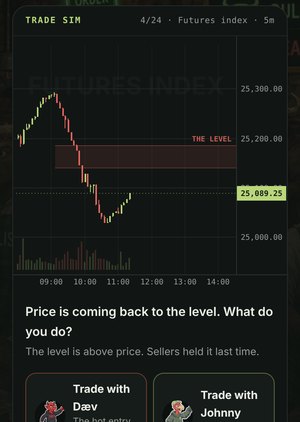 TRADE SIM
4/24 · Futures index · 5m
FUTURES INDEX
25,300.00
THE LEVEL
25,200.00
25,089.25
25,000.00
09:00 10:00 11:00 12:00 13:00 14:00
Price is coming back to the level. What do
you do?
The level is above price. Sellers held it last time.
Trade with
Dæv
The hot entry
Trade with
Johnny